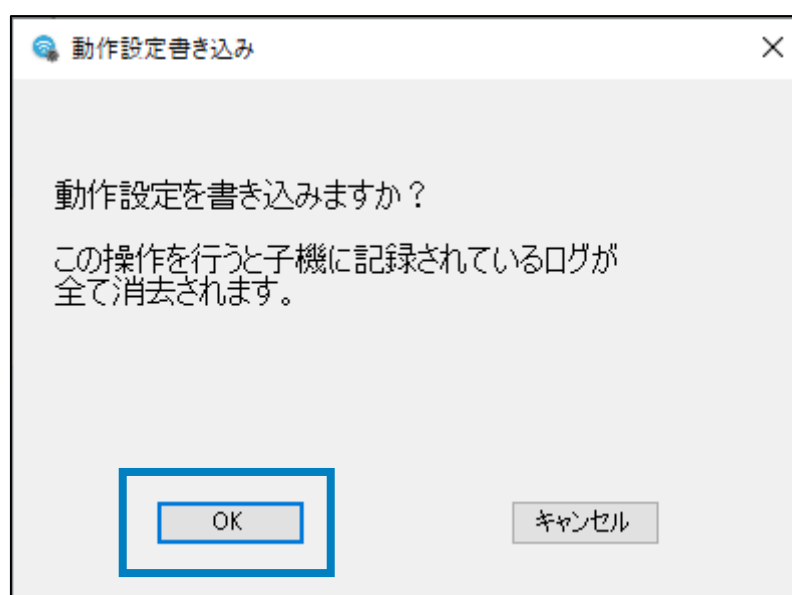 動作設定書き込み
動作設定を書き込みますか？
この操作を行うと子機に記録されているログが
全て消去されます。
OK
キャンセル